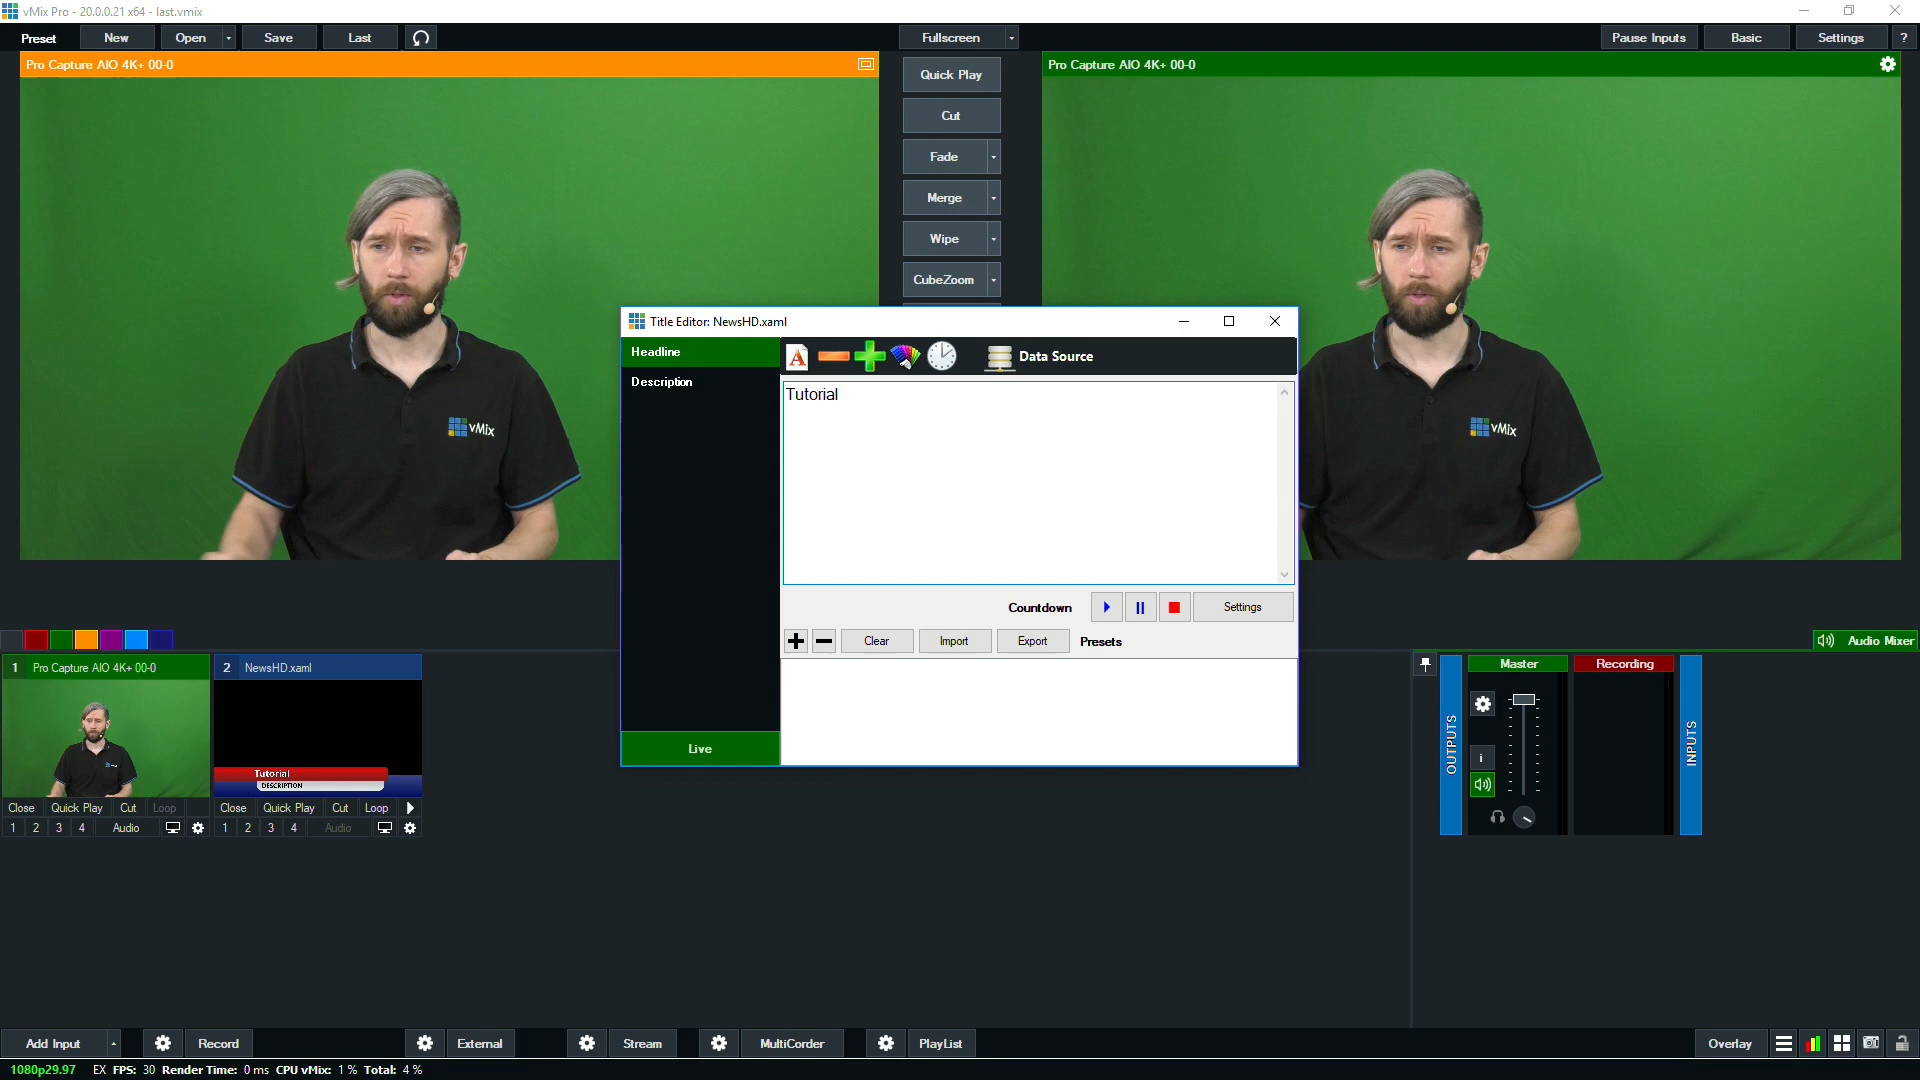 vMix Pro - 20.0.0.21 x64 - last.vmix
Preset New Open Save Last Fullscreen Pause Inputs Basic Settings ?
Pro Capture AIO 4K+ 00-0
Pro Capture AIO 4K+ 00-0
Quick Play
Cut
Fade
Merge
Wipe
CubeZoom
vMix
vMix
Title Editor: NewsHD.xaml
Headline
Description
Data Source
Tutorial
Countdown Settings
Clear Import Export Presets
Live
Audio Mixer
1 Pro Capture AIO 4K+ 00-0
2 NewsHD.xaml
Tutorial
DESCRIPTION
Close Quick Play Cut Loop
1 2 3 4 Audio
Close Quick Play Cut Loop
1 2 3 4 Audio
Master Recording
OUTPUTS
i
INPUTS
Add Input Record External Stream MultiCorder PlayList Overlay
1080p29.97 EX FPS: 30 Render Time: 0 ms CPU vMix: 1 % Total: 4 %